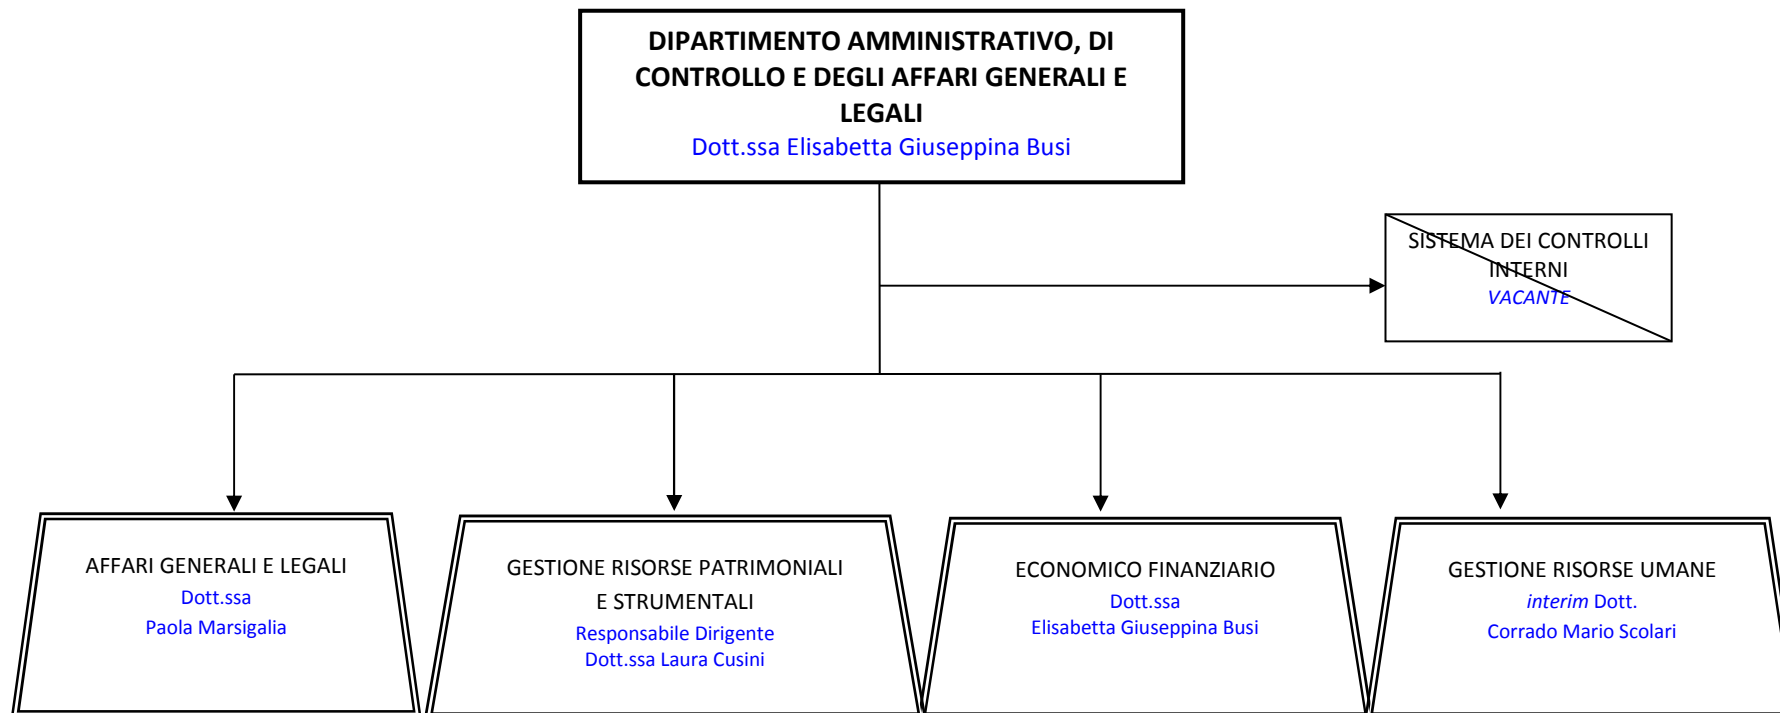 DIPARTIMENTO AMMINISTRATIVO, DI
CONTROLLO E DEGLI AFFARI GENERALI E
LEGALI
Dott.ssa Elisabetta Giuseppina Busi
SISTEMA DEI CONTROLLI
INTERNI
VACANTE
AFFARI GENERALI E LEGALI
Dott.ssa
Paola Marsigalia
GESTIONE RISORSE PATRIMONIALI
E STRUMENTALI
Responsabile Dirigente
Dott.ssa Laura Cusini
ECONOMICO FINANZIARIO
Dott.ssa
Elisabetta Giuseppina Busi
GESTIONE RISORSE UMANE
interim Dott.
Corrado Mario Scolari